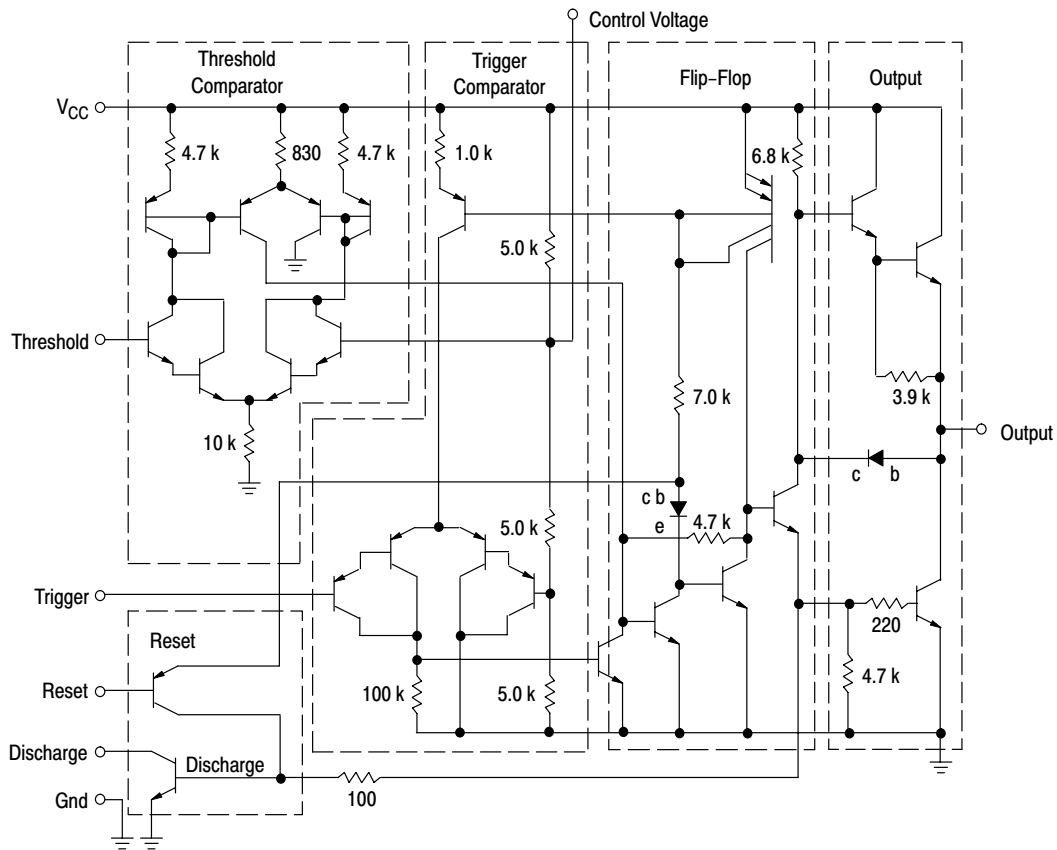 Control Voltage
Threshold
Comparator
Trigger
Comparator
Flip–Flop
Output
VCC
4.7 k
830
4.7 k
1.0 k
6.8 k
5.0 k
Threshold
7.0 k
3.9 k
10 k
Output
c b
c b
e
4.7 k
5.0 k
Trigger
220
Reset
100 k
5.0 k
4.7 k
Reset
Discharge
Discharge
100
Gnd